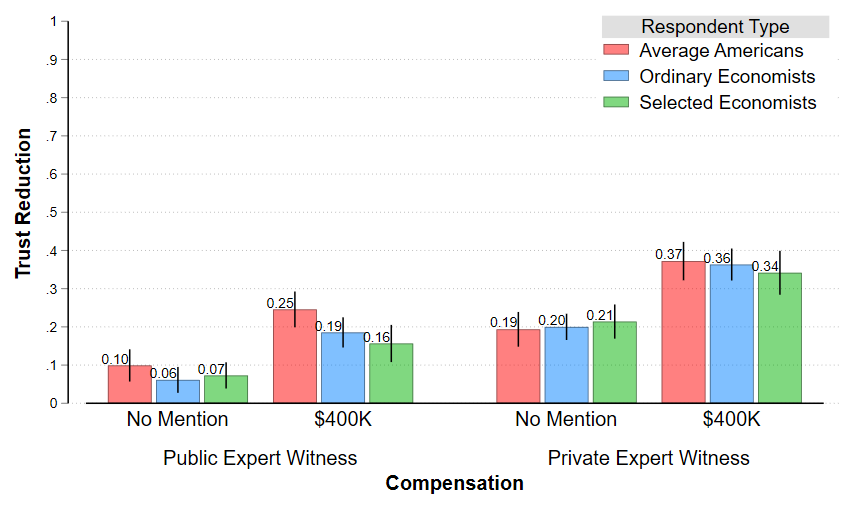 Respondent Type
Average Americans
Ordinary Economists
Selected Economists
Trust Reduction
1
.9
.8
.7
.6
.5
.4
.3
.2
.1
0
0.10
0.06
0.07
0.25
0.19
0.16
0.19
0.20
0.21
0.37
0.36
0.34
No Mention
$400K
No Mention
$400K
Public Expert Witness
Private Expert Witness
Compensation